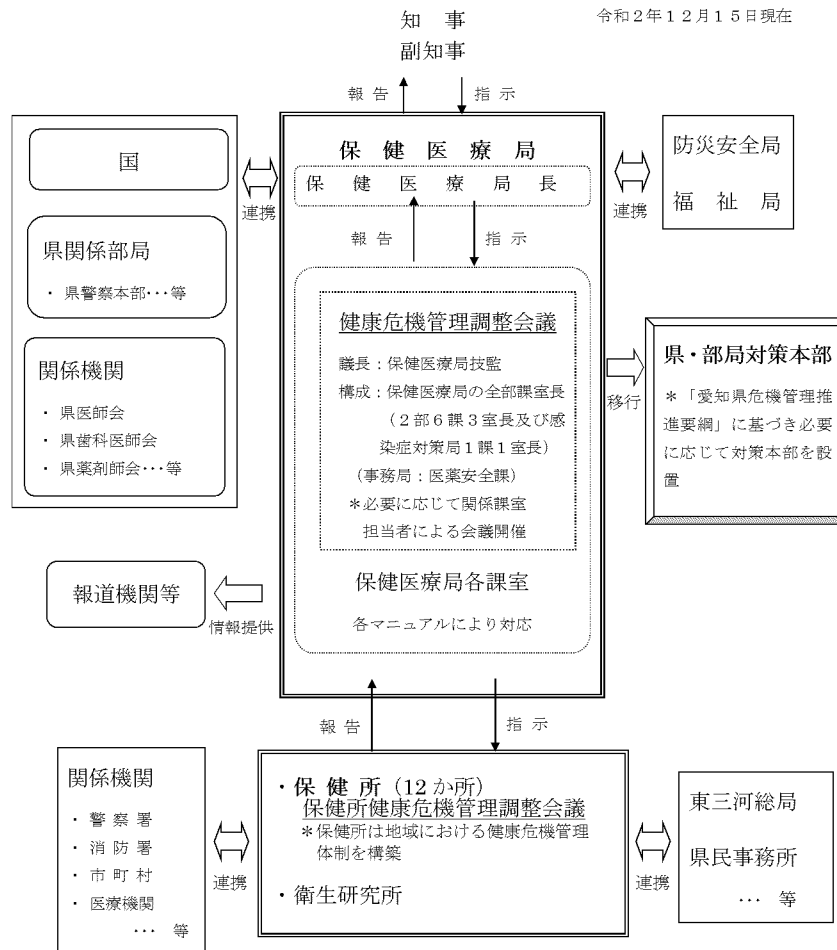 令和２年１２月１５日現在
知　事
副知事
報 告
指 示
国
県関係部局
・ 県警察本部･･･等
関係機関
・ 県医師会
・ 県歯科医師会
・ 県薬剤師会･･･等
連携
保 健 医 療 局
保 健 医 療 局 長
報 告
指 示
健康危機管理調整会議
議長：保健医療局技監
構成：保健医療局の全部課室長
（２部６課３室長及び感
染症対策局１課１室長）
（事務局：医薬安全課）
＊必要に応じて関係課室
担当者による会議開催
保健医療局各課室
各マニュアルにより対応
連携
防災安全局
福 祉 局
移行
県・部局対策本部
＊「愛知県危機管理推
進要綱」に基づき必要
に応じて対策本部を設
置
報道機関等
情報提供
報 告
指 示
関係機関
・ 警 察 署
・ 消 防 署
・ 市 町 村
・ 医療機関
･･･ 等
連携
・保 健 所（12 か所）
保健所健康危機管理調整会議
＊保健所は地域における健康危機管理
体制を構築
・衛生研究所
連携
東三河総局
県民事務所
･･･ 等